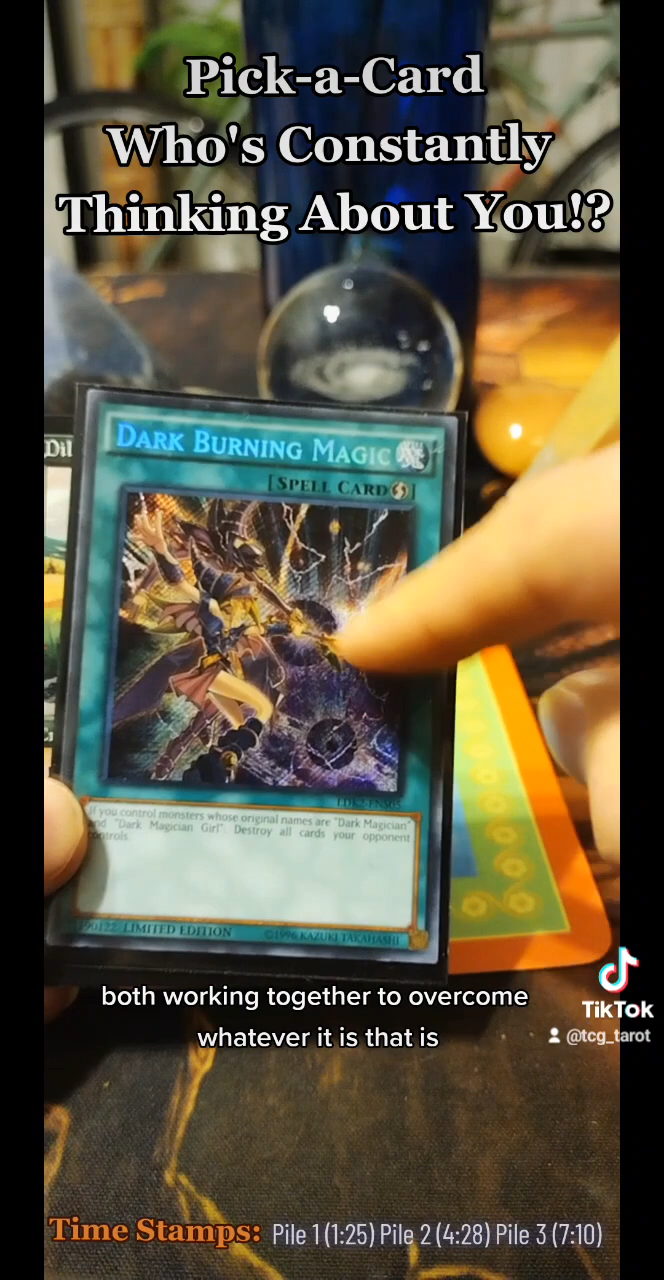 Pick-a-Card
Who's Constantly
Thinking About You!?
Dil
DARK BURNING MAGIC
[SPELL CARD]
LDK2-ENS05
If you control monsters whose original names are "Dark Magician"
and "Dark Magician Girl": Destroy all cards your opponent
controls
LIMITED EDITION
©1996 KAZUKI TAKAHASHI
both working together to overcome
whatever it is that is
TikTok
@tcg_tarot
Time Stamps: Pile 1 (1:25) Pile 2 (4:28) Pile 3 (7:10)